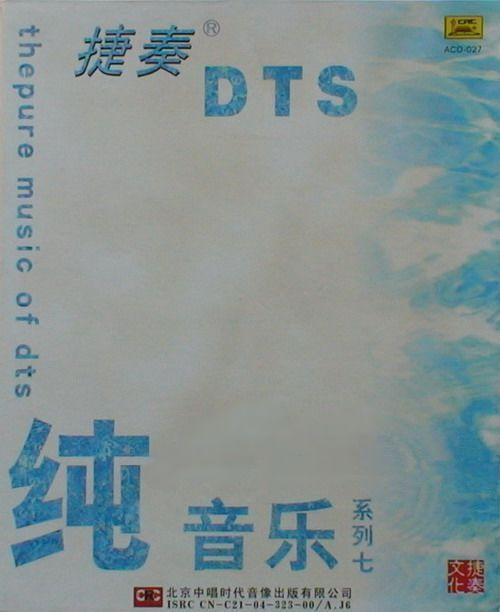 捷奏®
DTS
CRC
ACD-027
thepure music of dts
纯音乐
系列七
捷奏
文化
CRC 北京中唱时代音像出版有限公司
ISRC CN-C21-04-323-00/A.J6